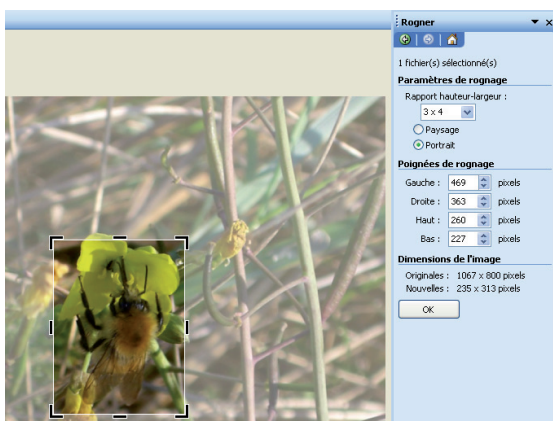 Rogner
1 fichier(s) sélectionné(s)
Paramètres de rognage
Rapport hauteur-largeur :
3 x 4
Paysage
Portrait
Poignées de rognage
Gauche : 469 pixels
Droite : 363 pixels
Haut : 260 pixels
Bas : 227 pixels
Dimensions de l'image
Originales : 1067 x 800 pixels
Nouvelles : 235 x 313 pixels
OK